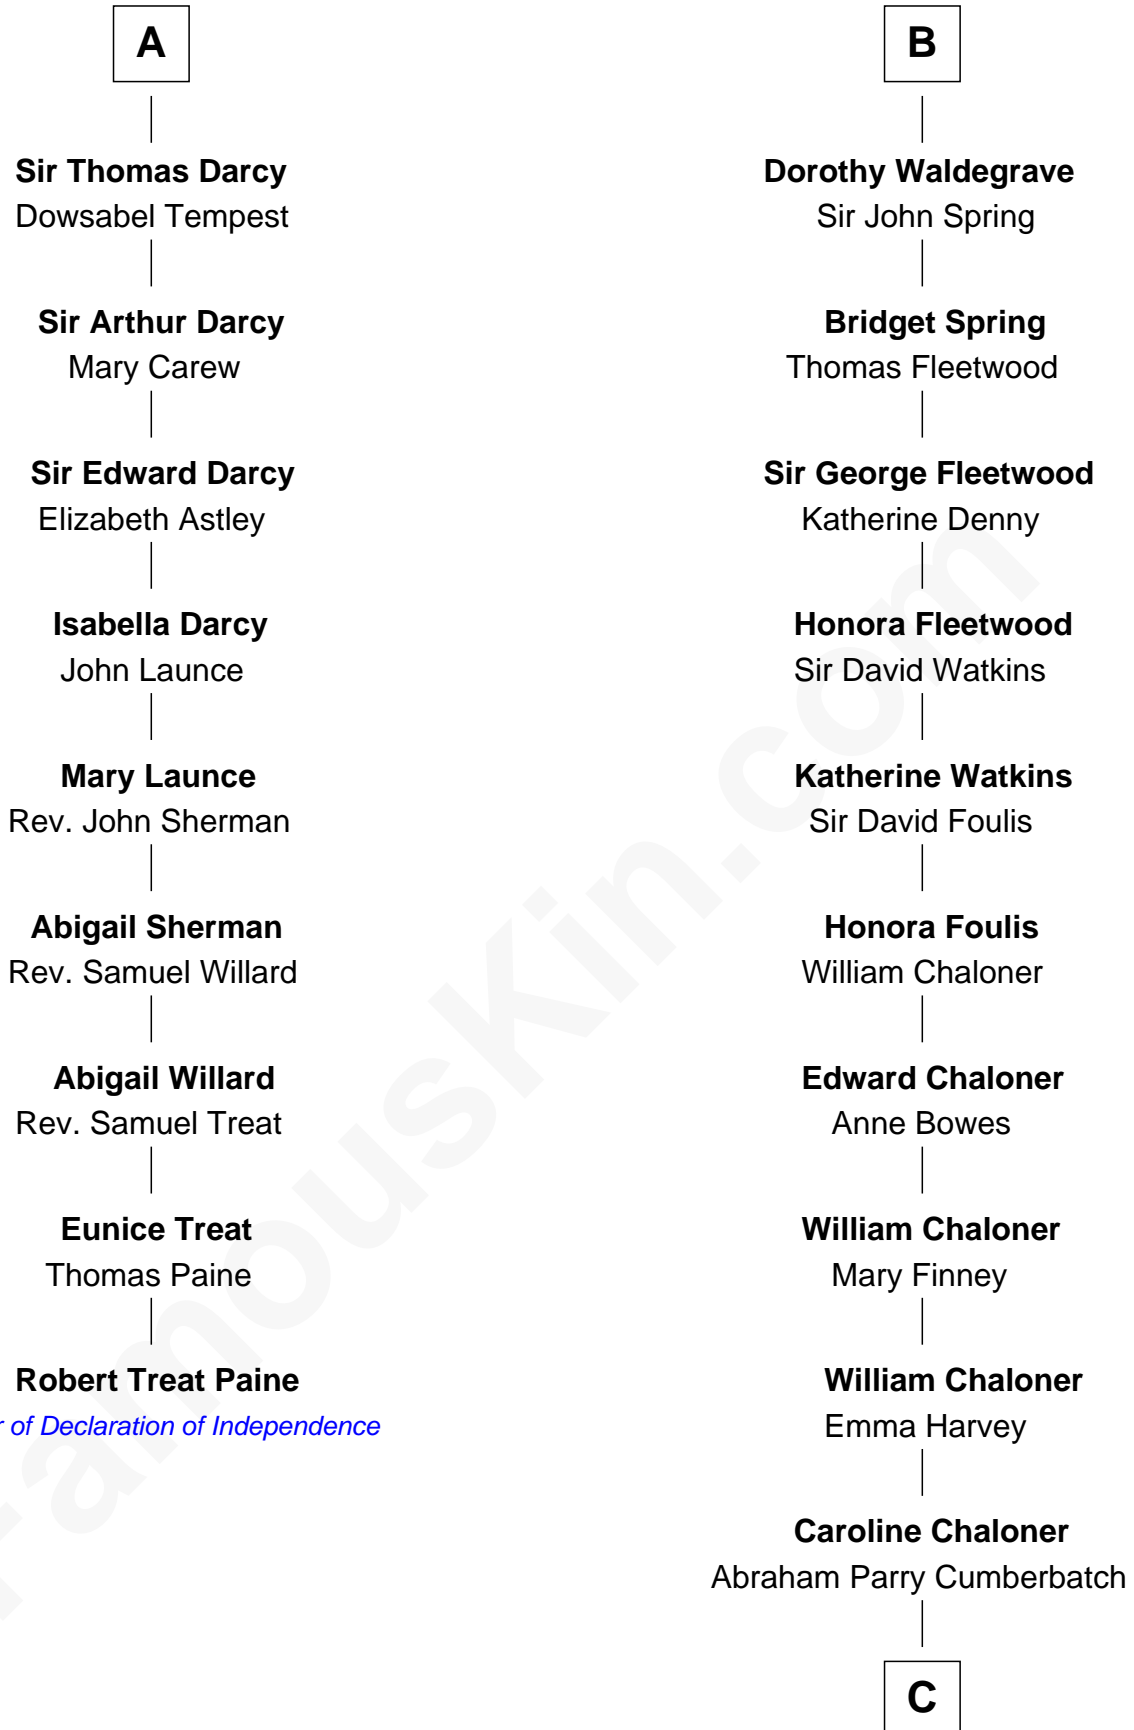 A
Sir Thomas Darcy
Dowsabel Tempest
Sir Arthur Darcy
Mary Carew
Sir Edward Darcy
Elizabeth Astley
Isabella Darcy
John Launce
Mary Launce
Rev. John Sherman
Abigail Sherman
Rev. Samuel Willard
Abigail Willard
Rev. Samuel Treat
Eunice Treat
Thomas Paine
Robert Treat Paine
of Declaration of Independence
B
Dorothy Waldegrave
Sir John Spring
Bridget Spring
Thomas Fleetwood
Sir George Fleetwood
Katherine Denny
Honora Fleetwood
Sir David Watkins
Katherine Watkins
Sir David Foulis
Honora Foulis
William Chaloner
Edward Chaloner
Anne Bowes
William Chaloner
Mary Finney
William Chaloner
Emma Harvey
Caroline Chaloner
Abraham Parry Cumberbatch
C
FamousKin.com